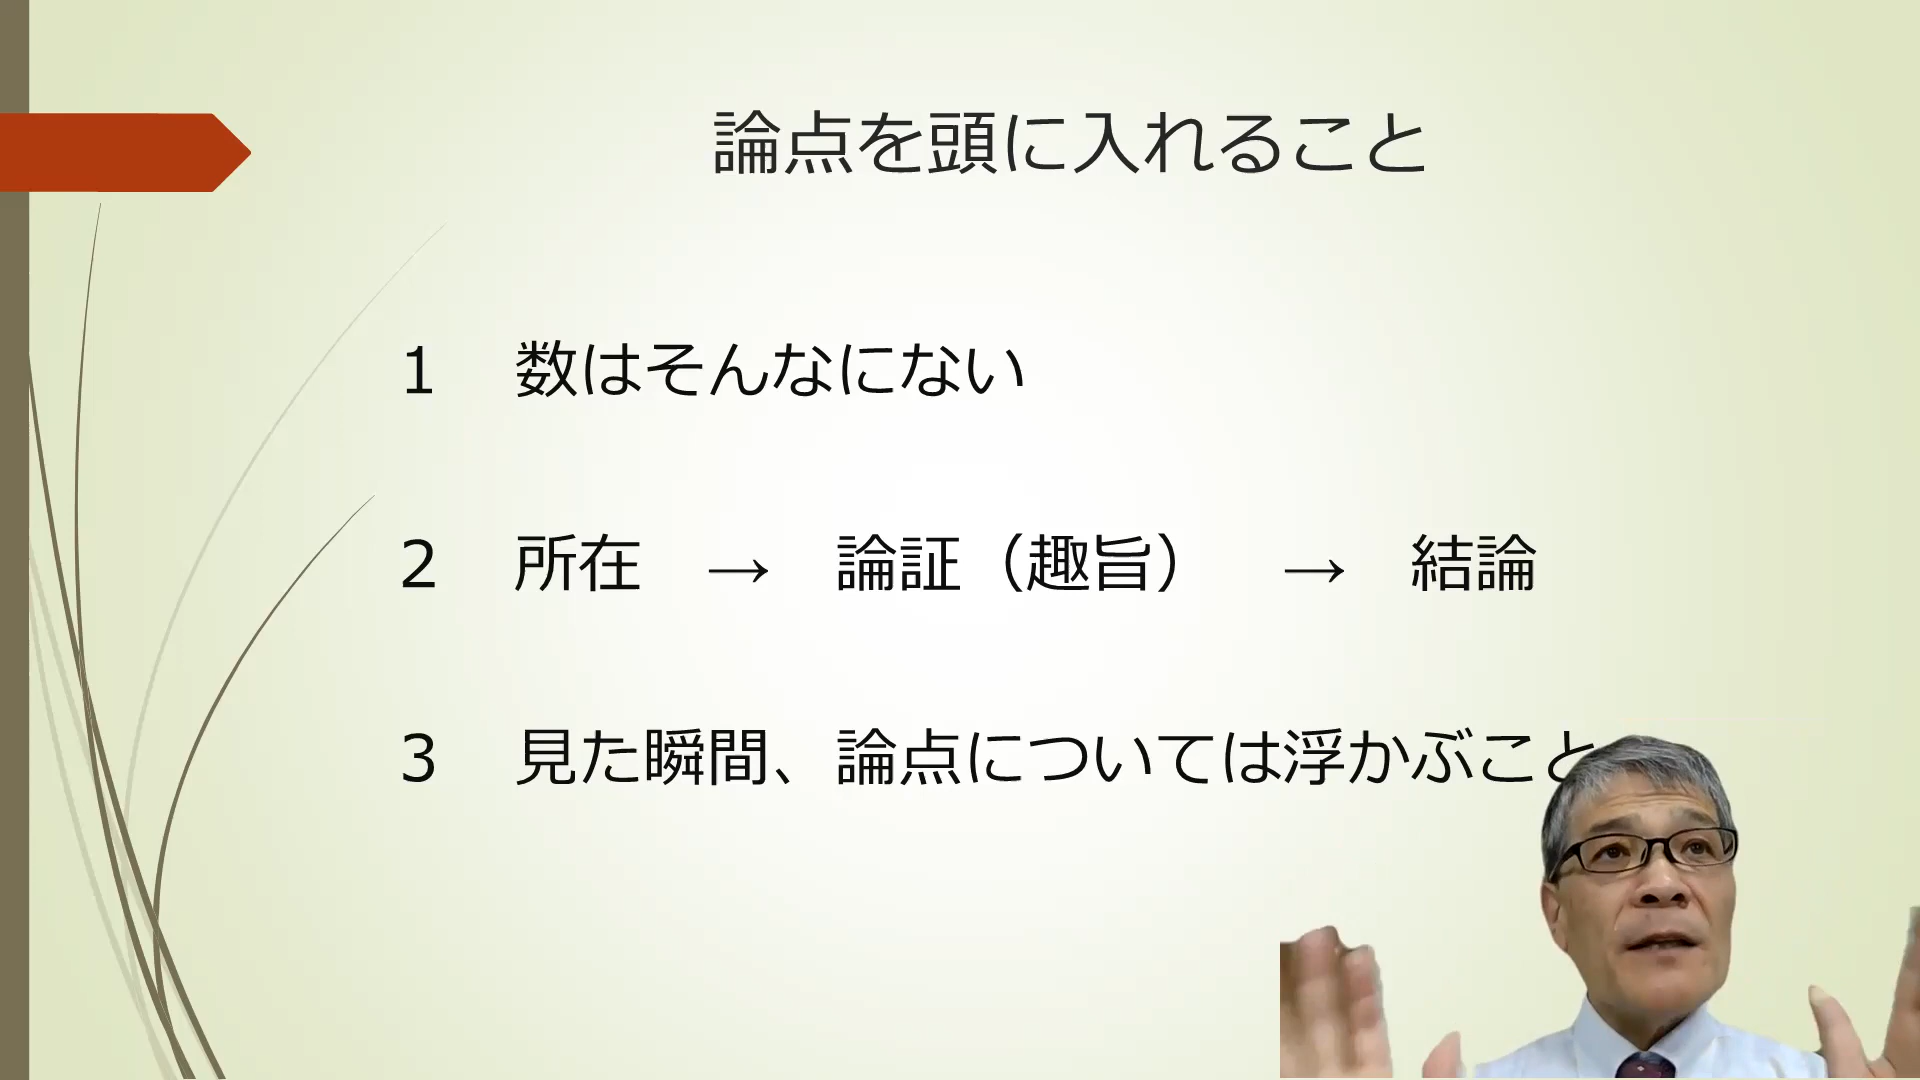 論点を頭に入れること
１　数はそんなにない
２　所在　→　論証（趣旨）　→　結論
３　見た瞬間、論点については浮かぶこと